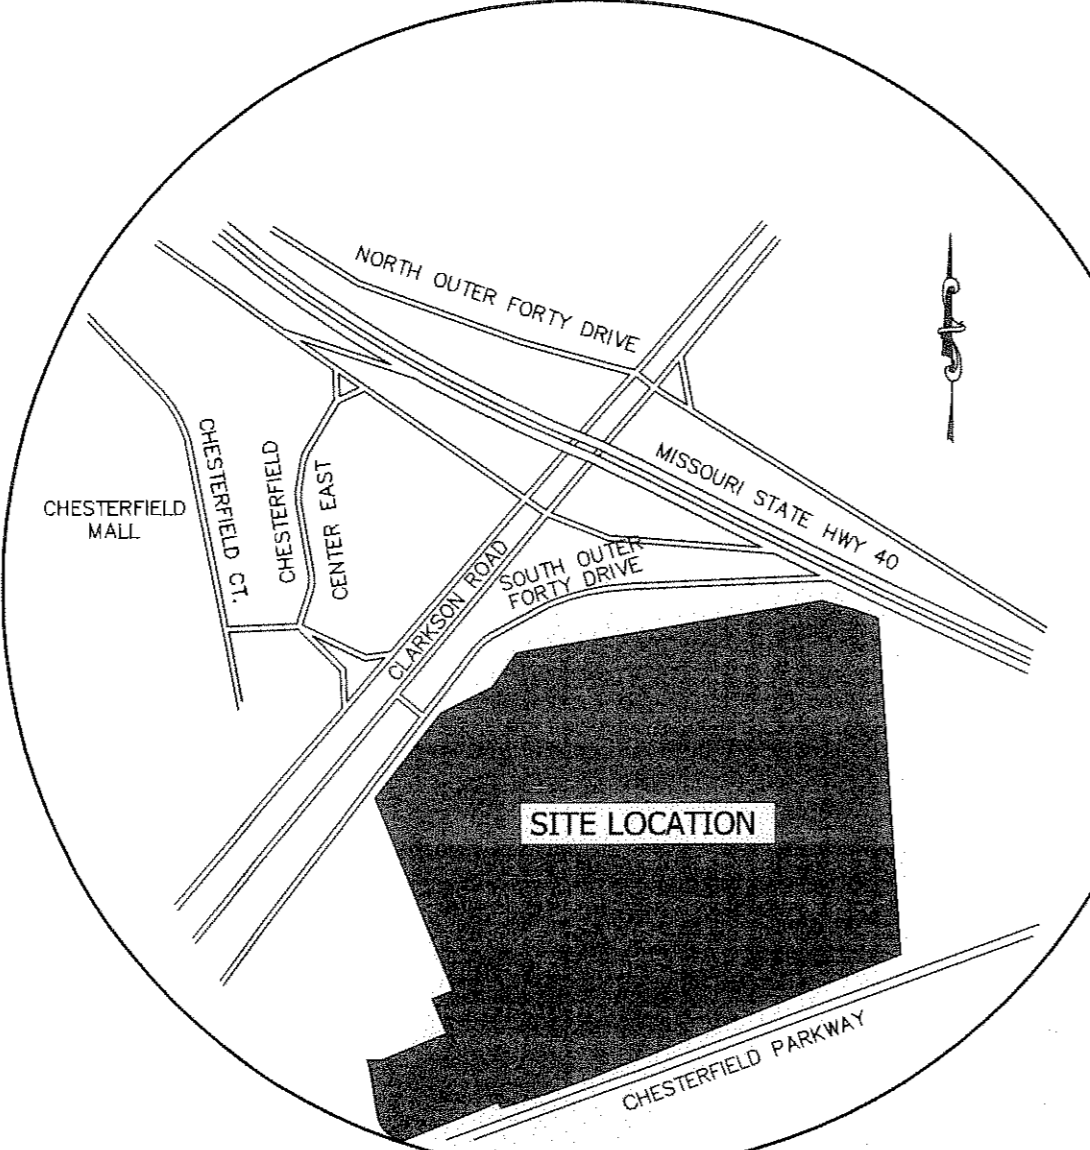 NORTH OUTER FORTY DRIVE
MISSOURI STATE HWY 40
CHESTERFIELD
MALL
CHESTERFIELD CT.
CHESTERFIELD
CENTER EAST
CLARKSON ROAD
SOUTH OUTER
FORTY DRIVE
SITE LOCATION
CHESTERFIELD PARKWAY